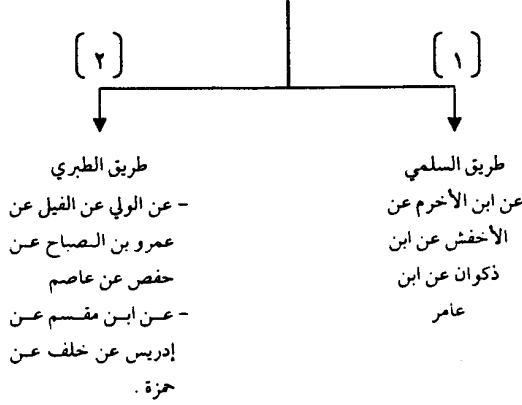 [ ١ ]
طريق السلمي
عن ابن الأخرم عن
الأخفش عن ابن
ذكوان عن ابن
عامر
[ ٢ ]
طريق الطبري
- عن الولي عن الفيل عن
عمرو بن الصباح عن
حفص عن عاصم
- عن ابن مقسم عن
إدريس عن خلف عن
حمزة .